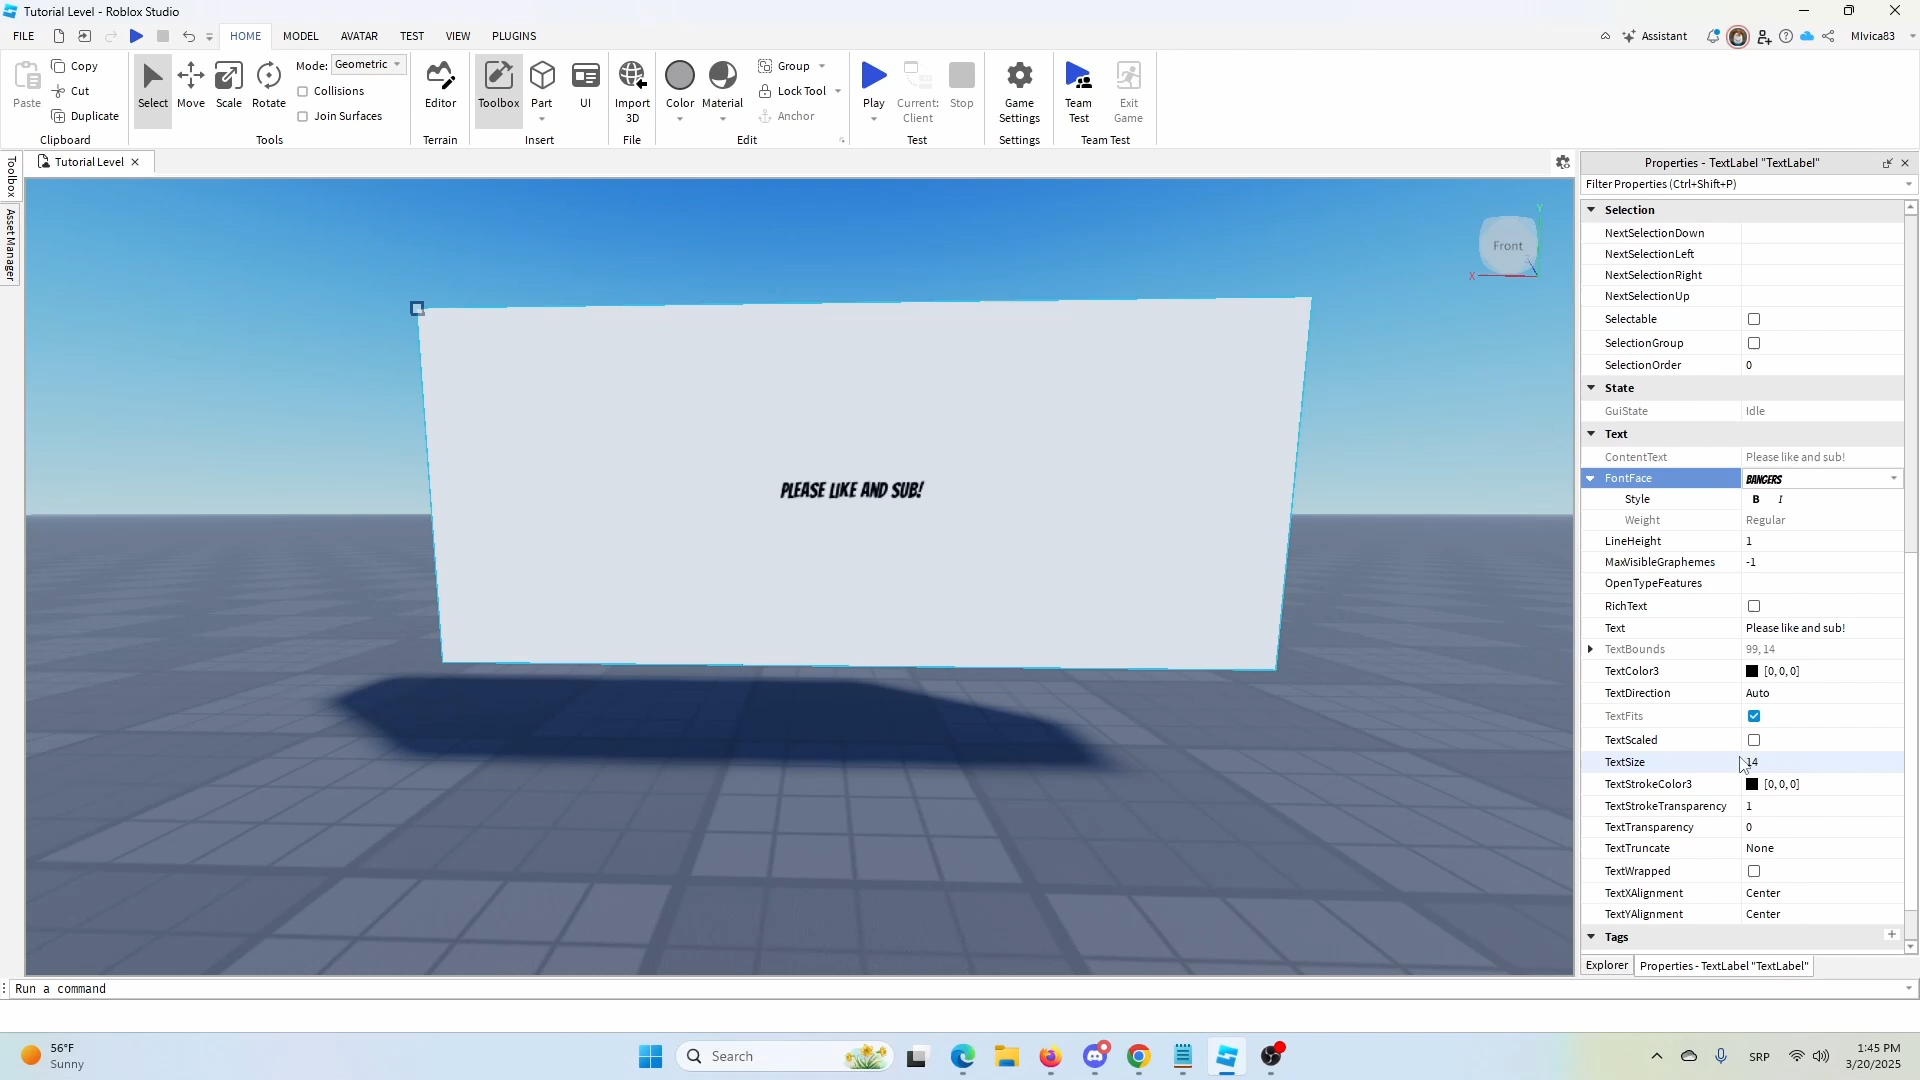 Tutorial Level - Roblox Studio
FILE HOME MODEL AVATAR TEST VIEW PLUGINS Assistant MIvica83
Paste Copy Cut Duplicate Clipboard
Select Move Scale Rotate Mode: Geometric Collisions Join Surfaces Tools
Editor Terrain
Toolbox Part UI Insert
Import 3D File
Color Material Group Lock Tool Anchor Edit
Play Current: Client Stop Test
Game Settings Settings
Team Test Exit Game Team Test
Toolbox
Asset Manager
Tutorial Level
Front
Y
X
PLEASE LIKE AND SUB!
Properties - TextLabel "TextLabel"
Filter Properties (Ctrl+Shift+P)
Selection
NextSelectionDown
NextSelectionLeft
NextSelectionRight
NextSelectionUp
Selectable
SelectionGroup
SelectionOrder 0
State
GuiState Idle
Text
ContentText Please like and sub!
FontFace BANGERS
Style B I
Weight Regular
LineHeight 1
MaxVisibleGraphemes -1
OpenTypeFeatures
RichText
Text Please like and sub!
TextBounds 99, 14
TextColor3 [0, 0, 0]
TextDirection Auto
TextFits
TextScaled
TextSize 14
TextStrokeColor3 [0, 0, 0]
TextStrokeTransparency 1
TextTransparency 0
TextTruncate None
TextWrapped
TextXAlignment Center
TextYAlignment Center
Tags
Explorer Properties - TextLabel "TextLabel"
Run a command
56°F
Sunny
Search
SRP
1:45 PM
3/20/2025